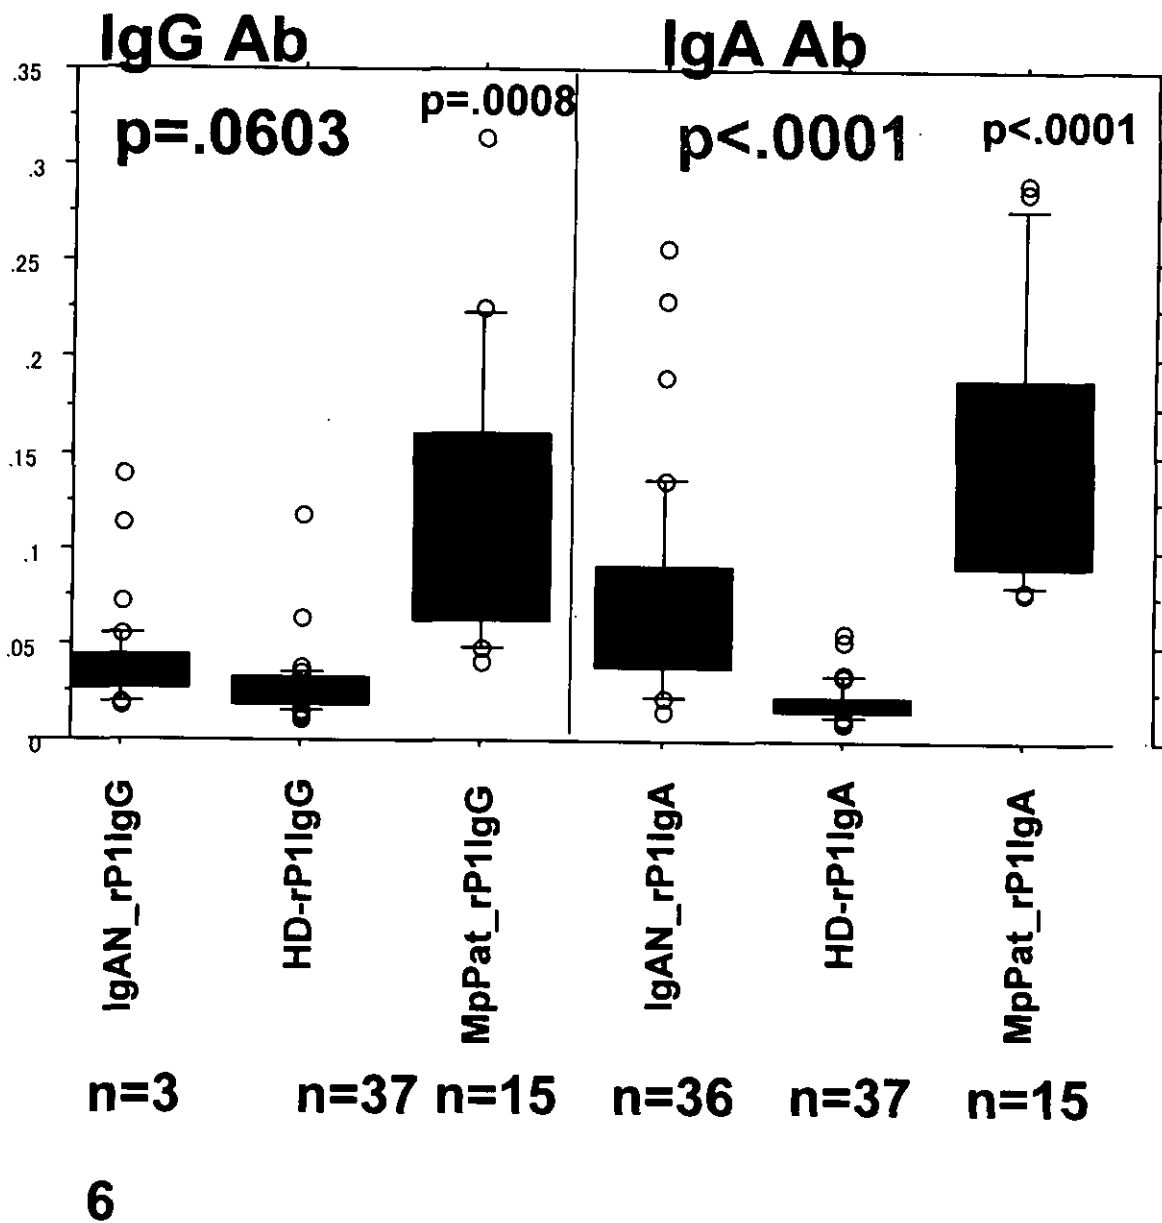 IgG Ab IgA Ab
p=.0603 p=.0008 p<.0001 p<.0001
.35
.3
.25
.2
.15
.1
.05
0
IgAN_rP1IgG
HD-rP1IgG
MpPat_rP1IgG
IgAN_rP1IgA
HD-rP1IgA
MpPat_rP1IgA
n=3 n=37 n=15 n=36 n=37 n=15
6